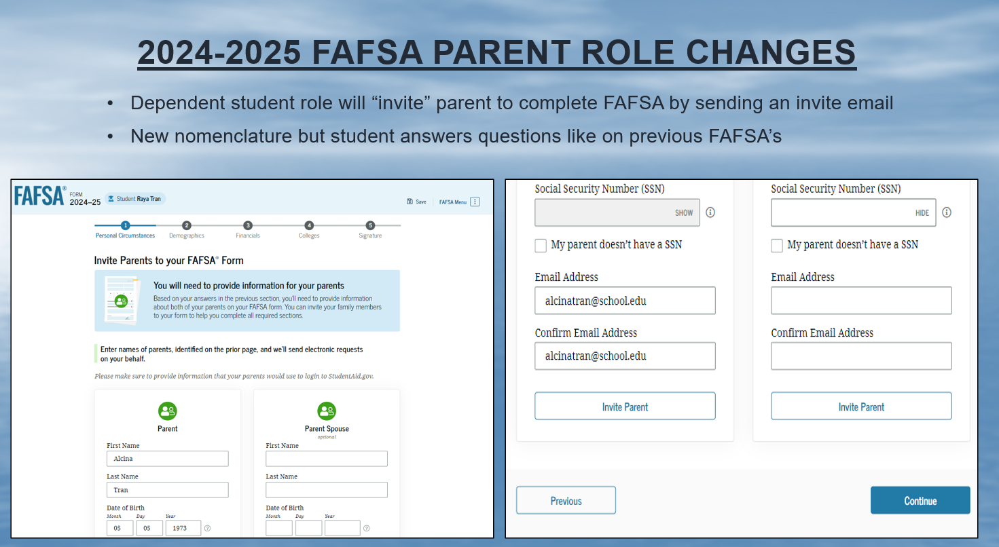 2024-2025 FAFSA PARENT ROLE CHANGES
• Dependent student role will “invite” parent to complete FAFSA by sending an invite email
• New nomenclature but student answers questions like on previous FAFSA’s
FAFSA® FORM 2024–25
Student Raya Tran
Save
FAFSA Menu
1 2 3 4 5
Personal Circumstances Demographics Financials Colleges Signature
Invite Parents to your FAFSA® Form
You will need to provide information for your parents
Based on your answers in the previous section, you’ll need to provide information
about both of your parents on your FAFSA form. You can invite your family members
to your form to help you complete all required sections.
Enter names of parents, identified on the prior page, and we’ll send electronic requests
on your behalf.
Please make sure to provide information that your parents would use to login to StudentAid.gov.
Parent
First Name
Alcina
Last Name
Tran
Date of Birth
Month Day Year
05 05 1973 ?
Parent Spouse
optional
First Name
Last Name
Date of Birth
Month Day Year
?
Social Security Number (SSN)
SHOW i
My parent doesn’t have a SSN
Email Address
alcinatran@school.edu
Confirm Email Address
alcinatran@school.edu
Invite Parent
Social Security Number (SSN)
HIDE i
My parent doesn’t have a SSN
Email Address
Confirm Email Address
Invite Parent
Previous
Continue